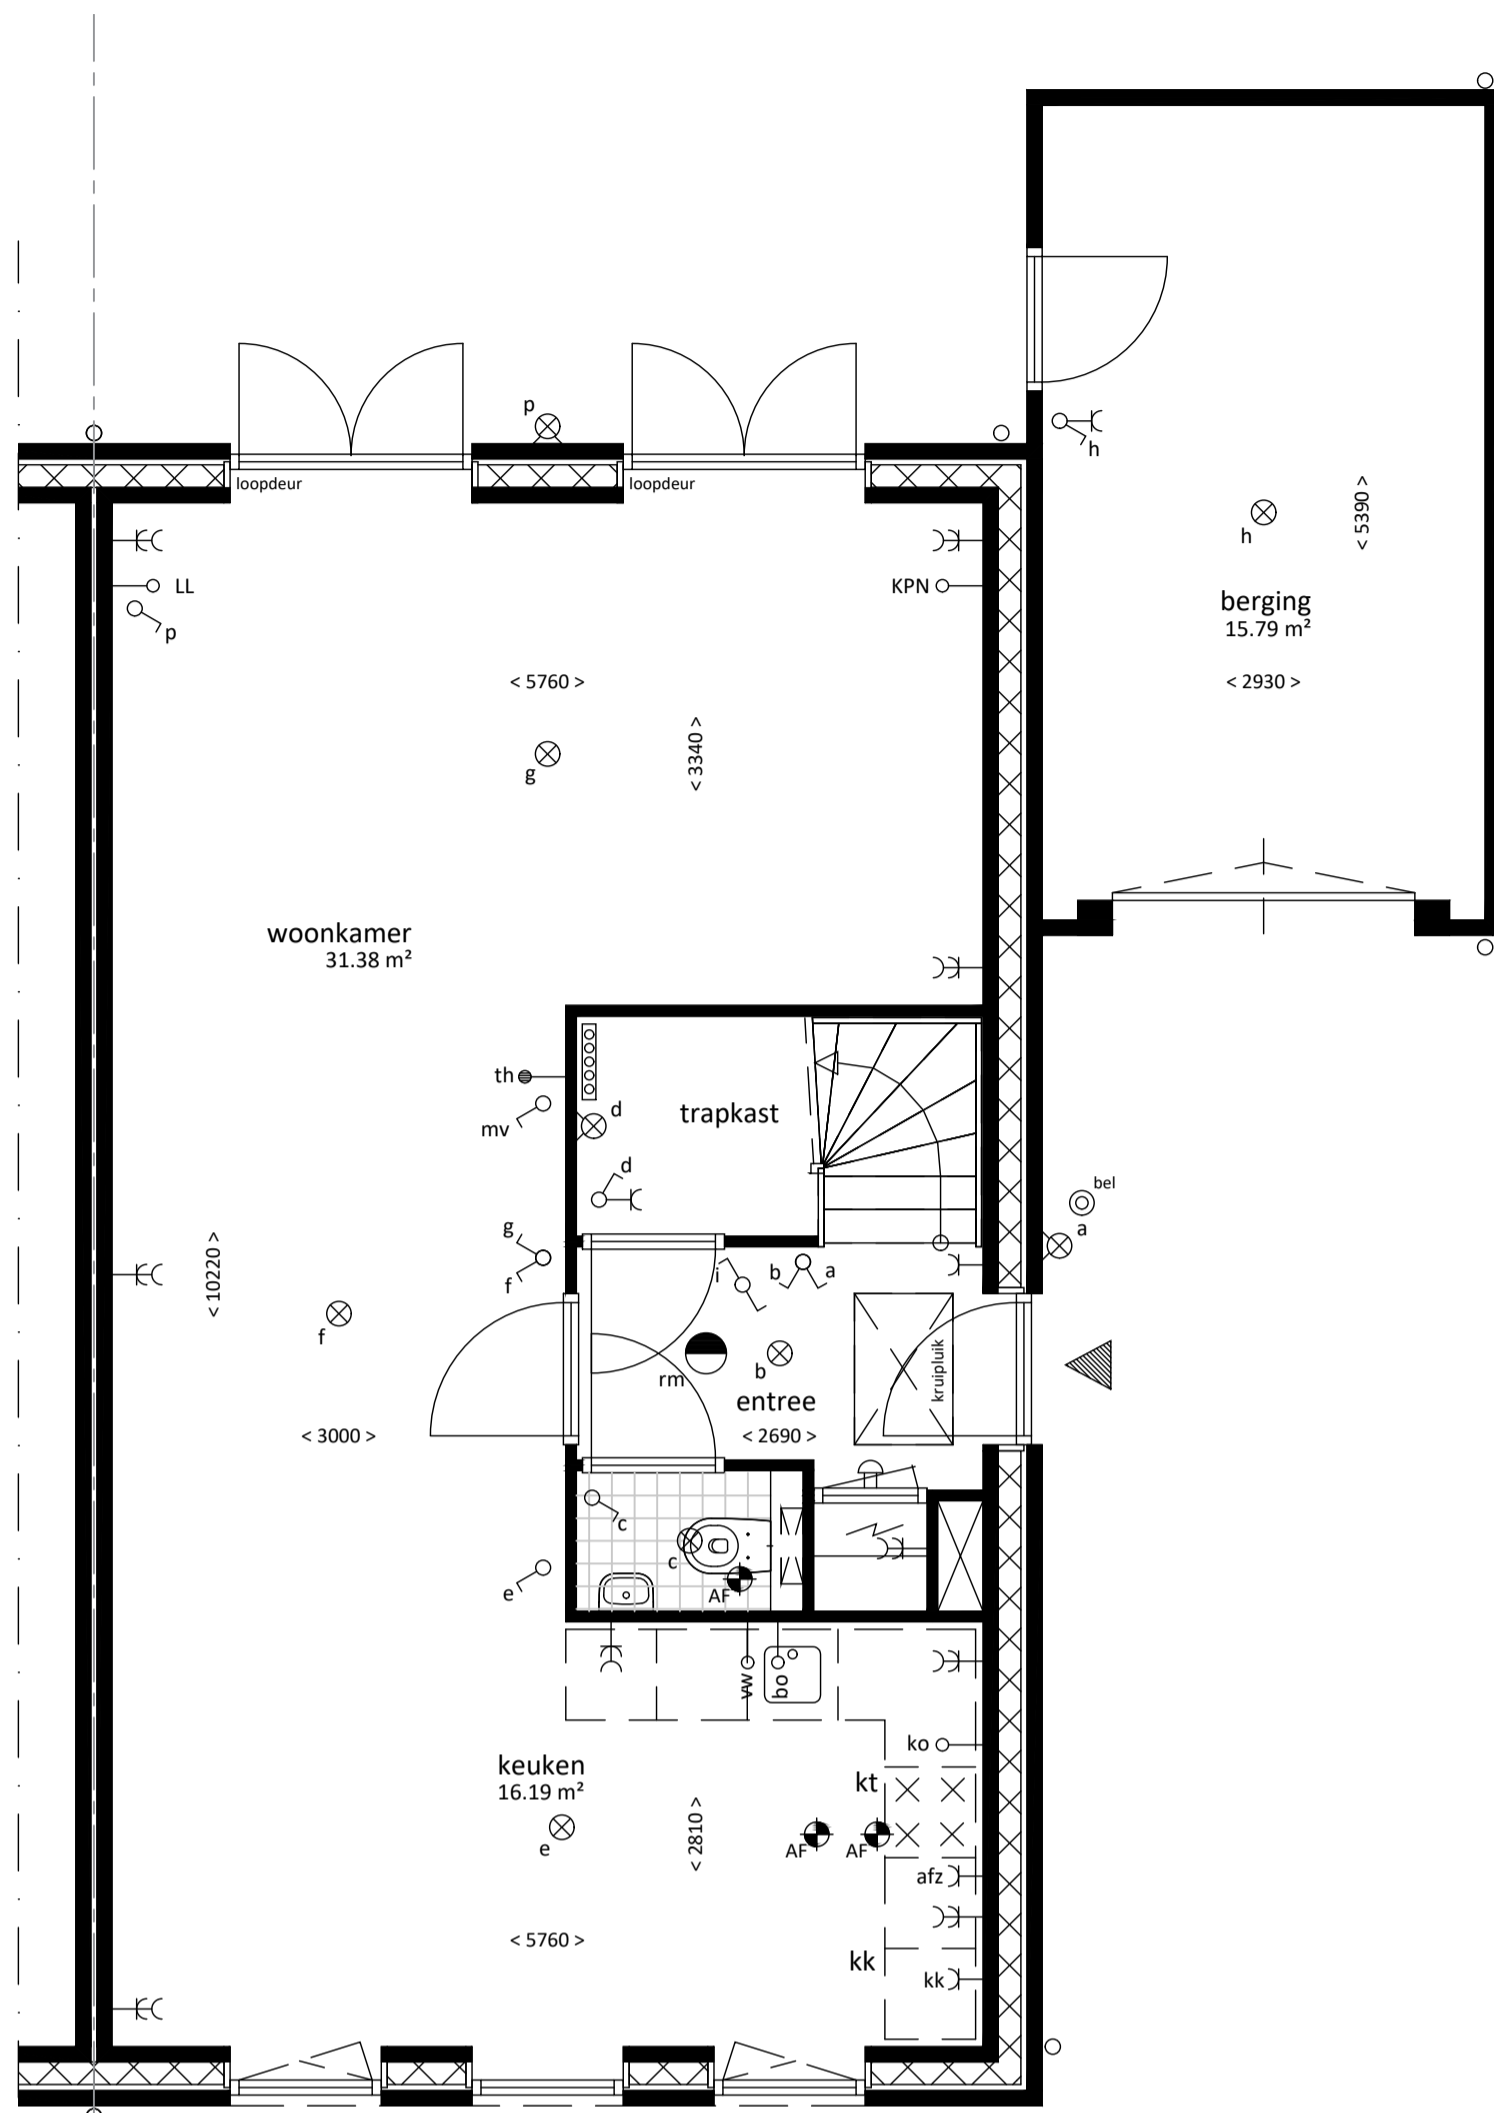 p
loopdeur
loopdeur
h
< 5390 >
h
LL
KPN
berging
15.79 m²
p
< 5760 >
< 2930 >
< 3340 >
g
woonkamer
31.38 m²
th
d
trapkast
mv
d
bel
g
a
f
i
b
a
< 10220 >
f
b
rm
kruipluik
entree
< 3000 >
< 2690 >
c
c
e
AF
vw
bo
ko
keuken
16.19 m²
kt
e
< 2810 >
AF
AF
afz
< 5760 >
kk
kk